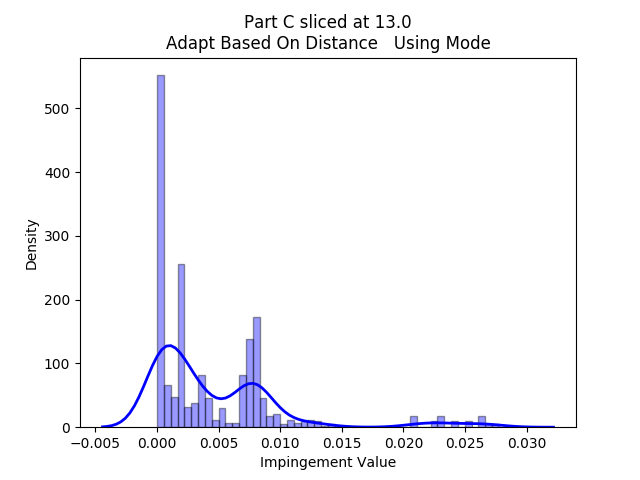 Part C sliced at 13.0
Adapt Based On Distance   Using Mode
500
400
300
200
100
0
Density
−0.005 0.000 0.005 0.010 0.015 0.020 0.025 0.030
Impingement Value